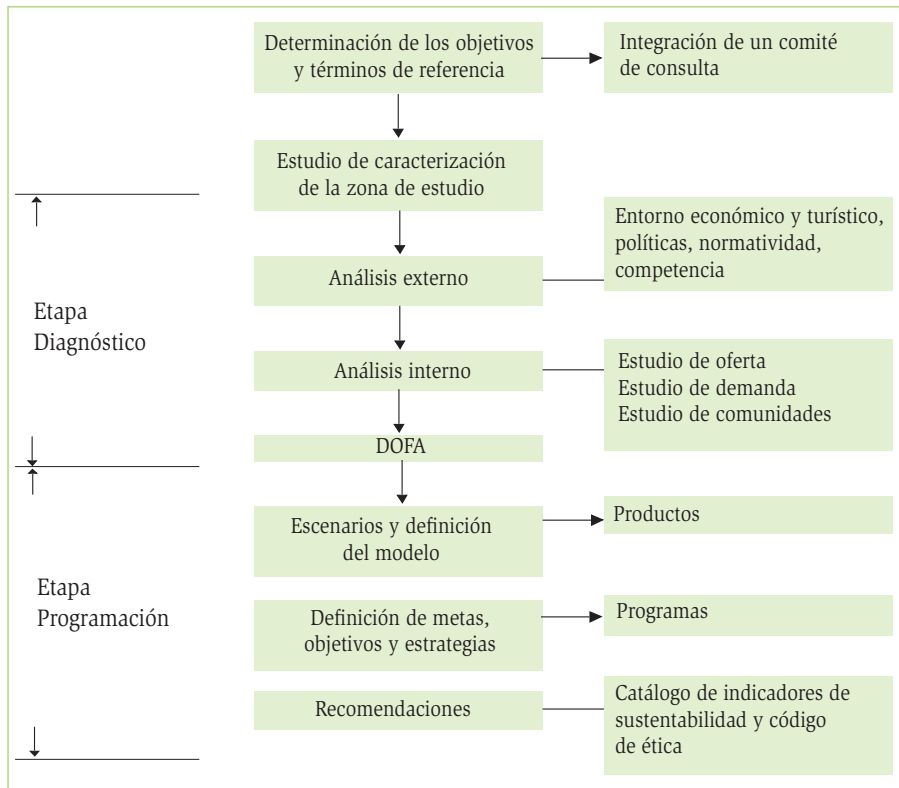 Determinación de los objetivos
y términos de referencia
Integración de un comité
de consulta
Estudio de caracterización
de la zona de estudio
Entorno económico y turístico,
políticas, normatividad,
competencia
Análisis externo
Etapa
Diagnóstico
Análisis interno
Estudio de oferta
Estudio de demanda
Estudio de comunidades
DOFA
Escenarios y definición
del modelo
Productos
Etapa
Programación
Definición de metas,
objetivos y estrategias
Programas
Recomendaciones
Catálogo de indicadores de
sustentabilidad y código
de ética